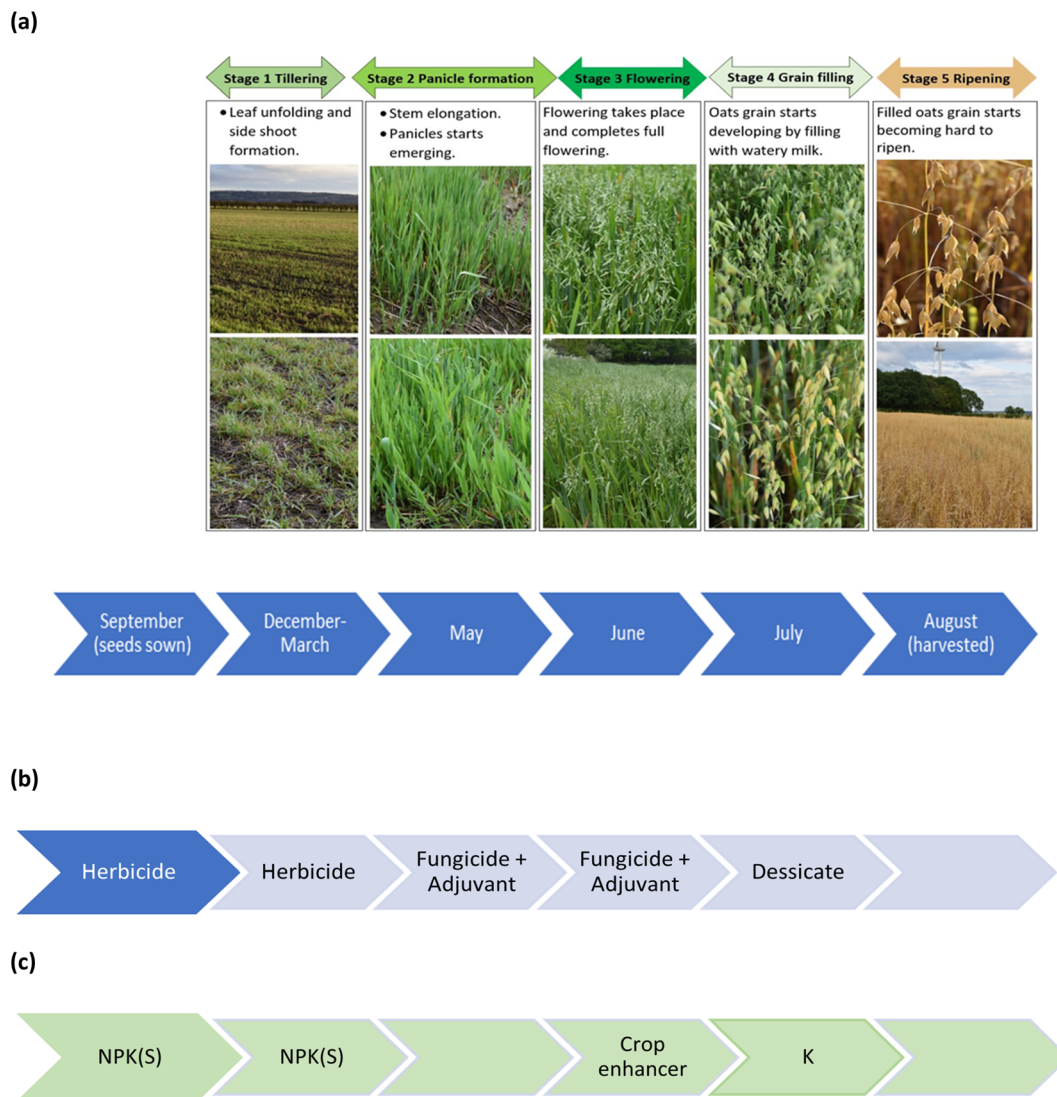 (a)
Stage 1 Tillering
Stage 2 Panicle formation
Stage 3 Flowering
Stage 4 Grain filling
Stage 5 Ripening
• Leaf unfolding and
side shoot
formation.
• Stem elongation.
• Panicles starts
emerging.
Flowering takes place
and completes full
flowering.
Oats grain starts
developing by filling
with watery milk.
Filled oats grain starts
becoming hard to
ripen.
September
(seeds sown)
December-
March
May
June
July
August
(harvested)
(b)
Herbicide
Herbicide
Fungicide +
Adjuvant
Fungicide +
Adjuvant
Dessicate
(c)
NPK(S)
NPK(S)
Crop
enhancer
K